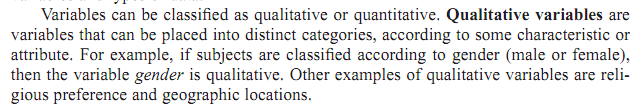 Variables can be classified as qualitative or quantitative. Qualitative variables are
variables that can be placed into distinct categories, according to some characteristic or
attribute. For example, if subjects are classified according to gender (male or female),
then the variable gender is qualitative. Other examples of qualitative variables are reli-
gious preference and geographic locations.